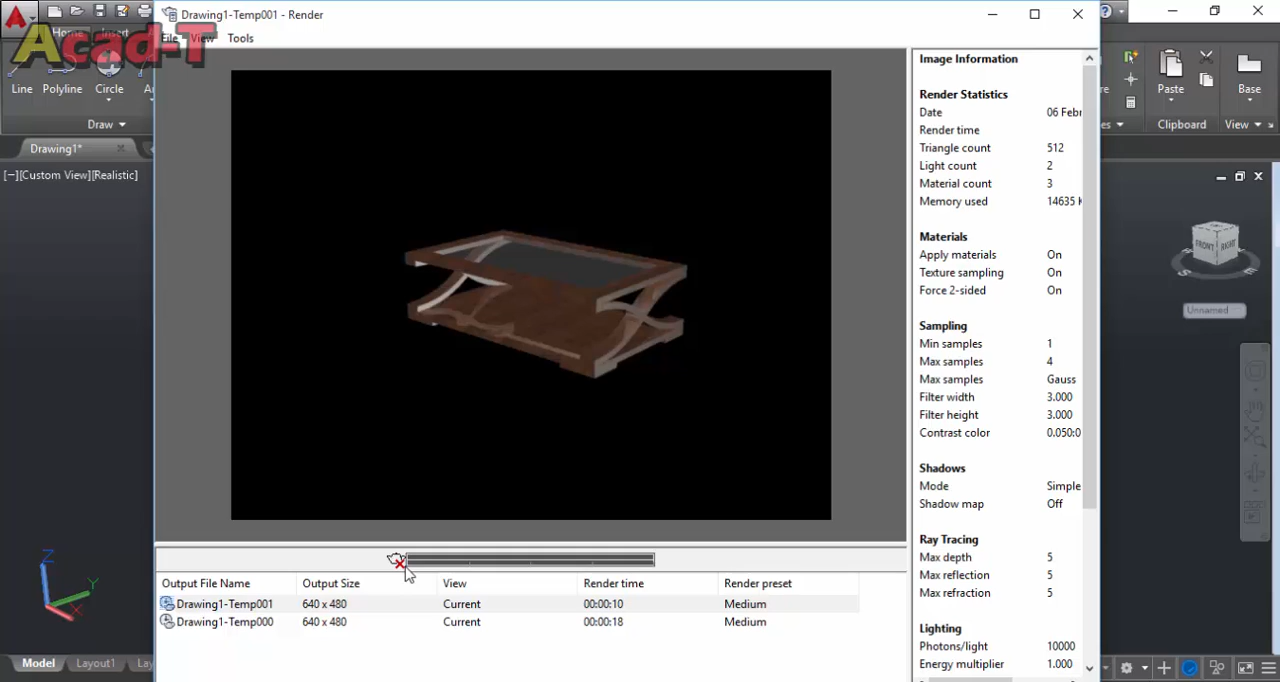 Drawing1-Temp001 - Render
Acad-T
Home Insert
File View Tools
Line Polyline Circle
Draw
Paste
Base
Clipboard
View
Drawing1*
[−][Custom View][Realistic]
FRONT RIGHT
S
Unnamed
Z
Y
X
Image Information
Render Statistics
Date 06 Febr
Render time
Triangle count 512
Light count 2
Material count 3
Memory used 14635 K
Materials
Apply materials On
Texture sampling On
Force 2-sided On
Sampling
Min samples 1
Max samples 4
Max samples Gauss
Filter width 3.000
Filter height 3.000
Contrast color 0.050:0
Shadows
Mode Simple
Shadow map Off
Ray Tracing
Max depth 5
Max reflection 5
Max refraction 5
Lighting
Photons/light 10000
Energy multiplier 1.000
Output File Name Output Size View Render time Render preset
Drawing1-Temp001 640 x 480 Current 00:00:10 Medium
Drawing1-Temp000 640 x 480 Current 00:00:18 Medium
Model Layout1 Lay